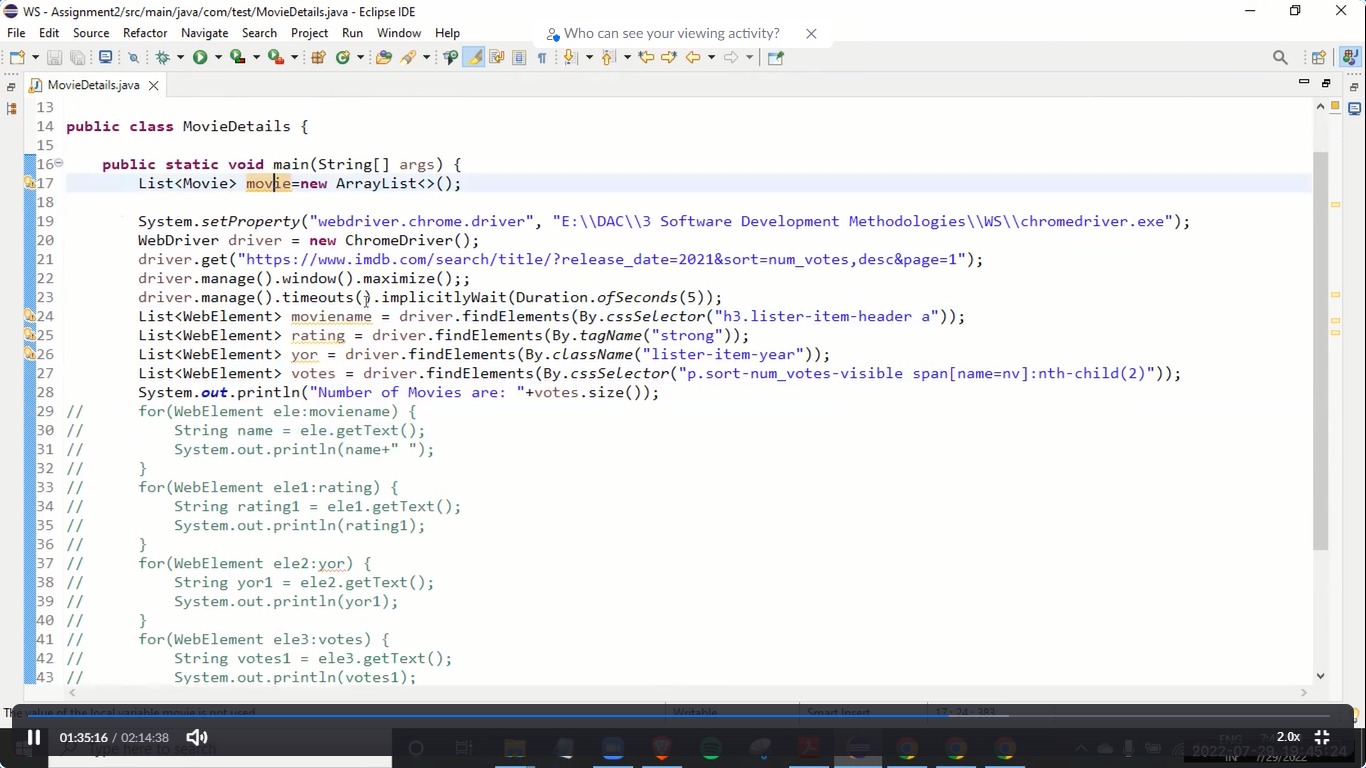 WS - Assignment2/src/main/java/com/test/MovieDetails.java - Eclipse IDE
File Edit Source Refactor Navigate Search Project Run Window Help
Who can see your viewing activity?
MovieDetails.java
13
14 public class MovieDetails {
15
16 public static void main(String[] args) {
17 List<Movie> movie=new ArrayList<>();
18
19 System.setProperty("webdriver.chrome.driver", "E:\\DAC\\3 Software Development Methodologies\\WS\\chromedriver.exe");
20 WebDriver driver = new ChromeDriver();
21 driver.get("https://www.imdb.com/search/title/?release_date=2021&sort=num_votes,desc&page=1");
22 driver.manage().window().maximize();;
23 driver.manage().timeouts().implicitlyWait(Duration.ofSeconds(5));
24 List<WebElement> moviename = driver.findElements(By.cssSelector("h3.lister-item-header a"));
25 List<WebElement> rating = driver.findElements(By.tagName("strong"));
26 List<WebElement> yor = driver.findElements(By.className("lister-item-year"));
27 List<WebElement> votes = driver.findElements(By.cssSelector("p.sort-num_votes-visible span[name=nv]:nth-child(2)"));
28 System.out.println("Number of Movies are: "+votes.size());
29 // for(WebElement ele:moviename) {
30 // String name = ele.getText();
31 // System.out.println(name+" ");
32 // }
33 // for(WebElement ele1:rating) {
34 // String rating1 = ele1.getText();
35 // System.out.println(rating1);
36 // }
37 // for(WebElement ele2:yor) {
38 // String yor1 = ele2.getText();
39 // System.out.println(yor1);
40 // }
41 // for(WebElement ele3:votes) {
42 // String votes1 = ele3.getText();
43 // System.out.println(votes1);
The value of the local variable movie is not used Writable Smart Insert 17 : 24 : 383
01:35:16 / 02:14:38 2.0x
Type here to search
2022-07-29 19:45:24
ENG
IN 7/29/2022